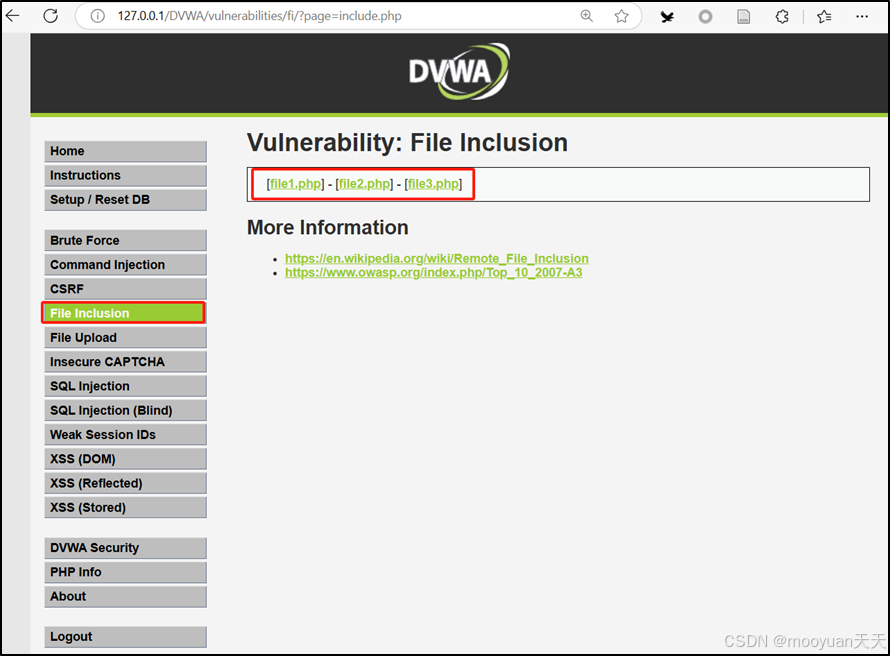 127.0.0.1/DVWA/vulnerabilities/fi/?page=include.php
DVWA
Vulnerability: File Inclusion
[file1.php] - [file2.php] - [file3.php]
More Information
https://en.wikipedia.org/wiki/Remote_File_Inclusion
https://www.owasp.org/index.php/Top_10_2007-A3
Home
Instructions
Setup / Reset DB
Brute Force
Command Injection
CSRF
File Inclusion
File Upload
Insecure CAPTCHA
SQL Injection
SQL Injection (Blind)
Weak Session IDs
XSS (DOM)
XSS (Reflected)
XSS (Stored)
DVWA Security
PHP Info
About
Logout
CSDN @mooyuan天天